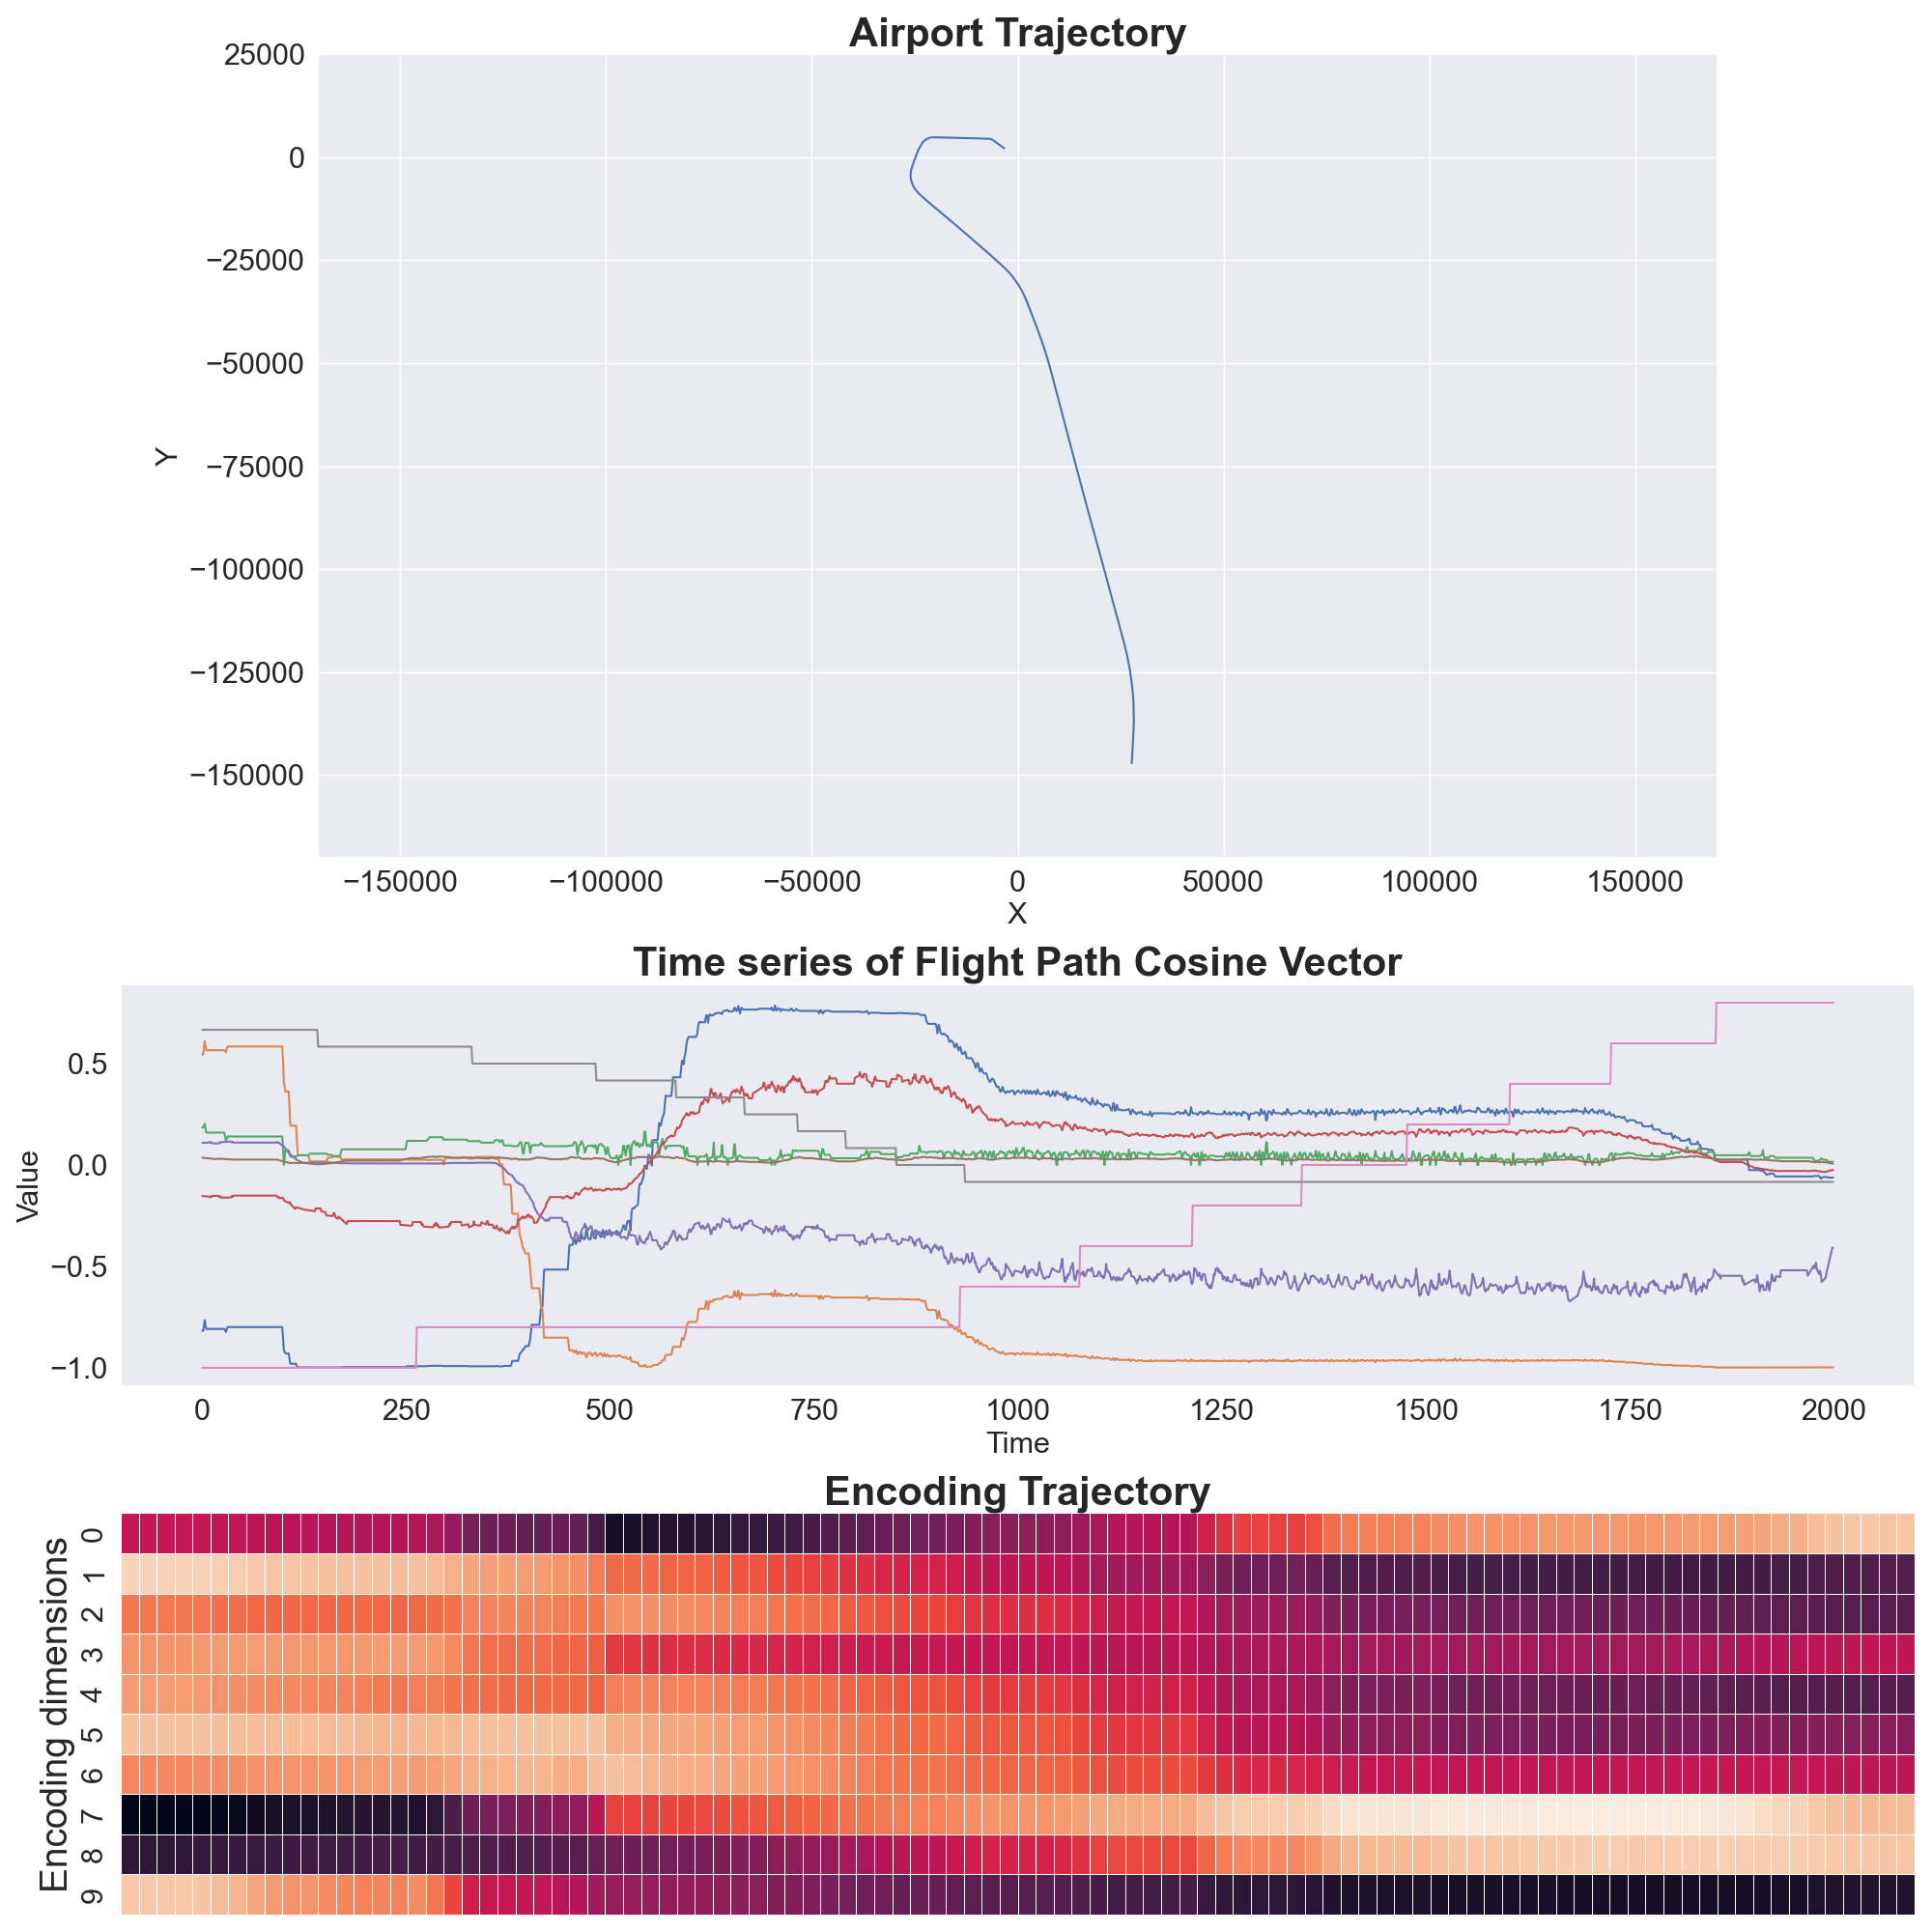 Airport Trajectory
25000
0
−25000
−50000
−75000
−100000
−125000
−150000
Y
−150000 −100000 −50000 0 50000 100000 150000
X
Time series of Flight Path Cosine Vector
0.5
0.0
−0.5
−1.0
Value
0 250 500 750 1000 1250 1500 1750 2000
Time
Encoding Trajectory
Encoding dimensions
0
1
2
3
4
5
6
7
8
9